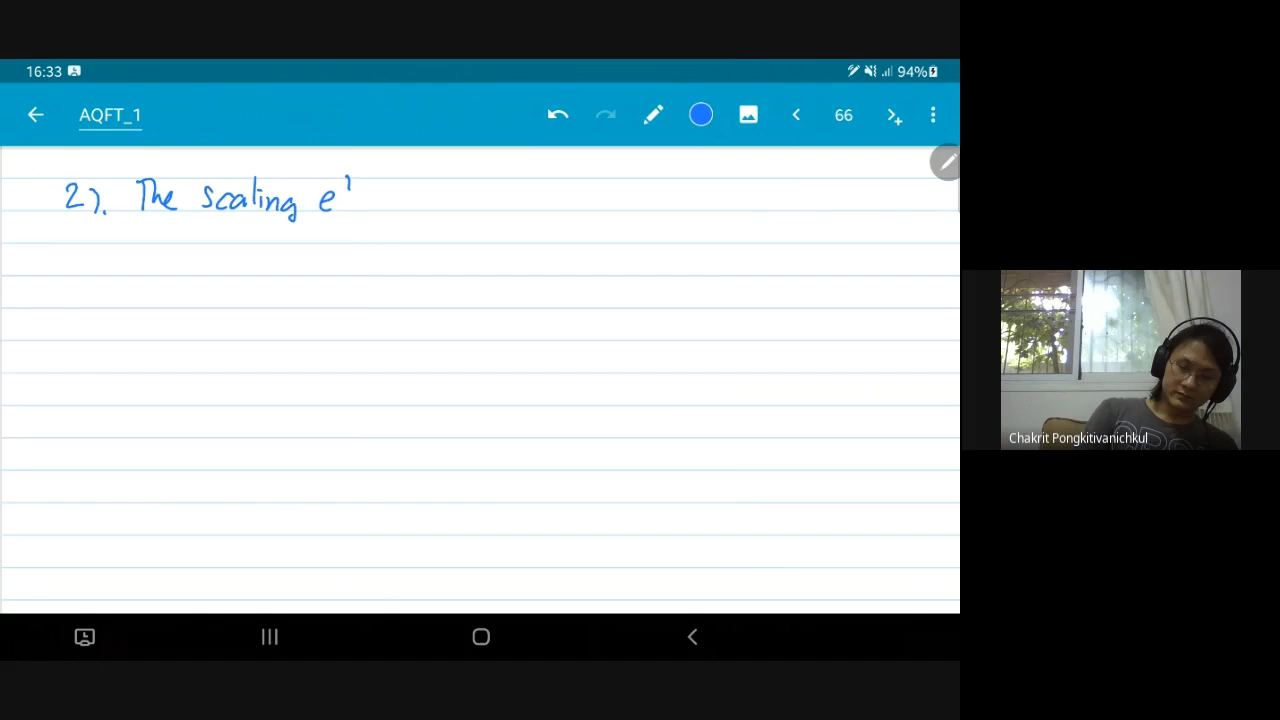 16:33 94%
AQFT_1 66
2). The scaling e'
Chakrit Pongkitivanichkul